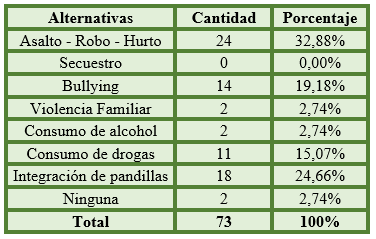 Alternativas Cantidad Porcentaje
Asalto - Robo - Hurto 24 32,88%
Secuestro 0 0,00%
Bullying 14 19,18%
Violencia Familiar 2 2,74%
Consumo de alcohol 2 2,74%
Consumo de drogas 11 15,07%
Integración de pandillas 18 24,66%
Ninguna 2 2,74%
Total 73 100%